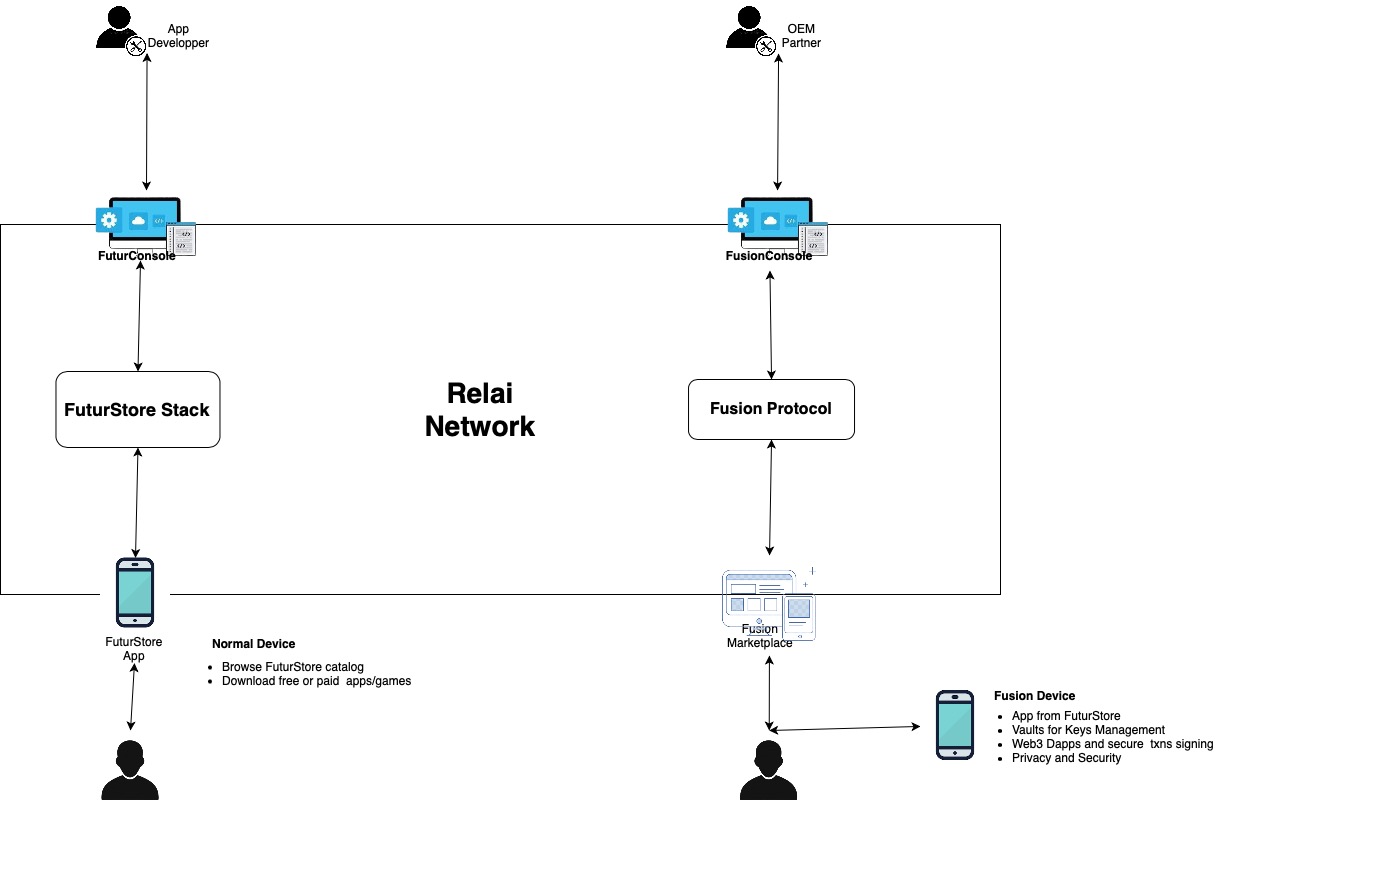 App
Developper
OEM
Partner
FuturConsole
FusionConsole
Relai
Network
FuturStore Stack
Fusion Protocol
FuturStore
App
Normal Device
Browse FuturStore catalog
Download free or paid apps/games
Fusion
Marketplace
Fusion Device
App from FuturStore
Vaults for Keys Management
Web3 Dapps and secure txns signing
Privacy and Security